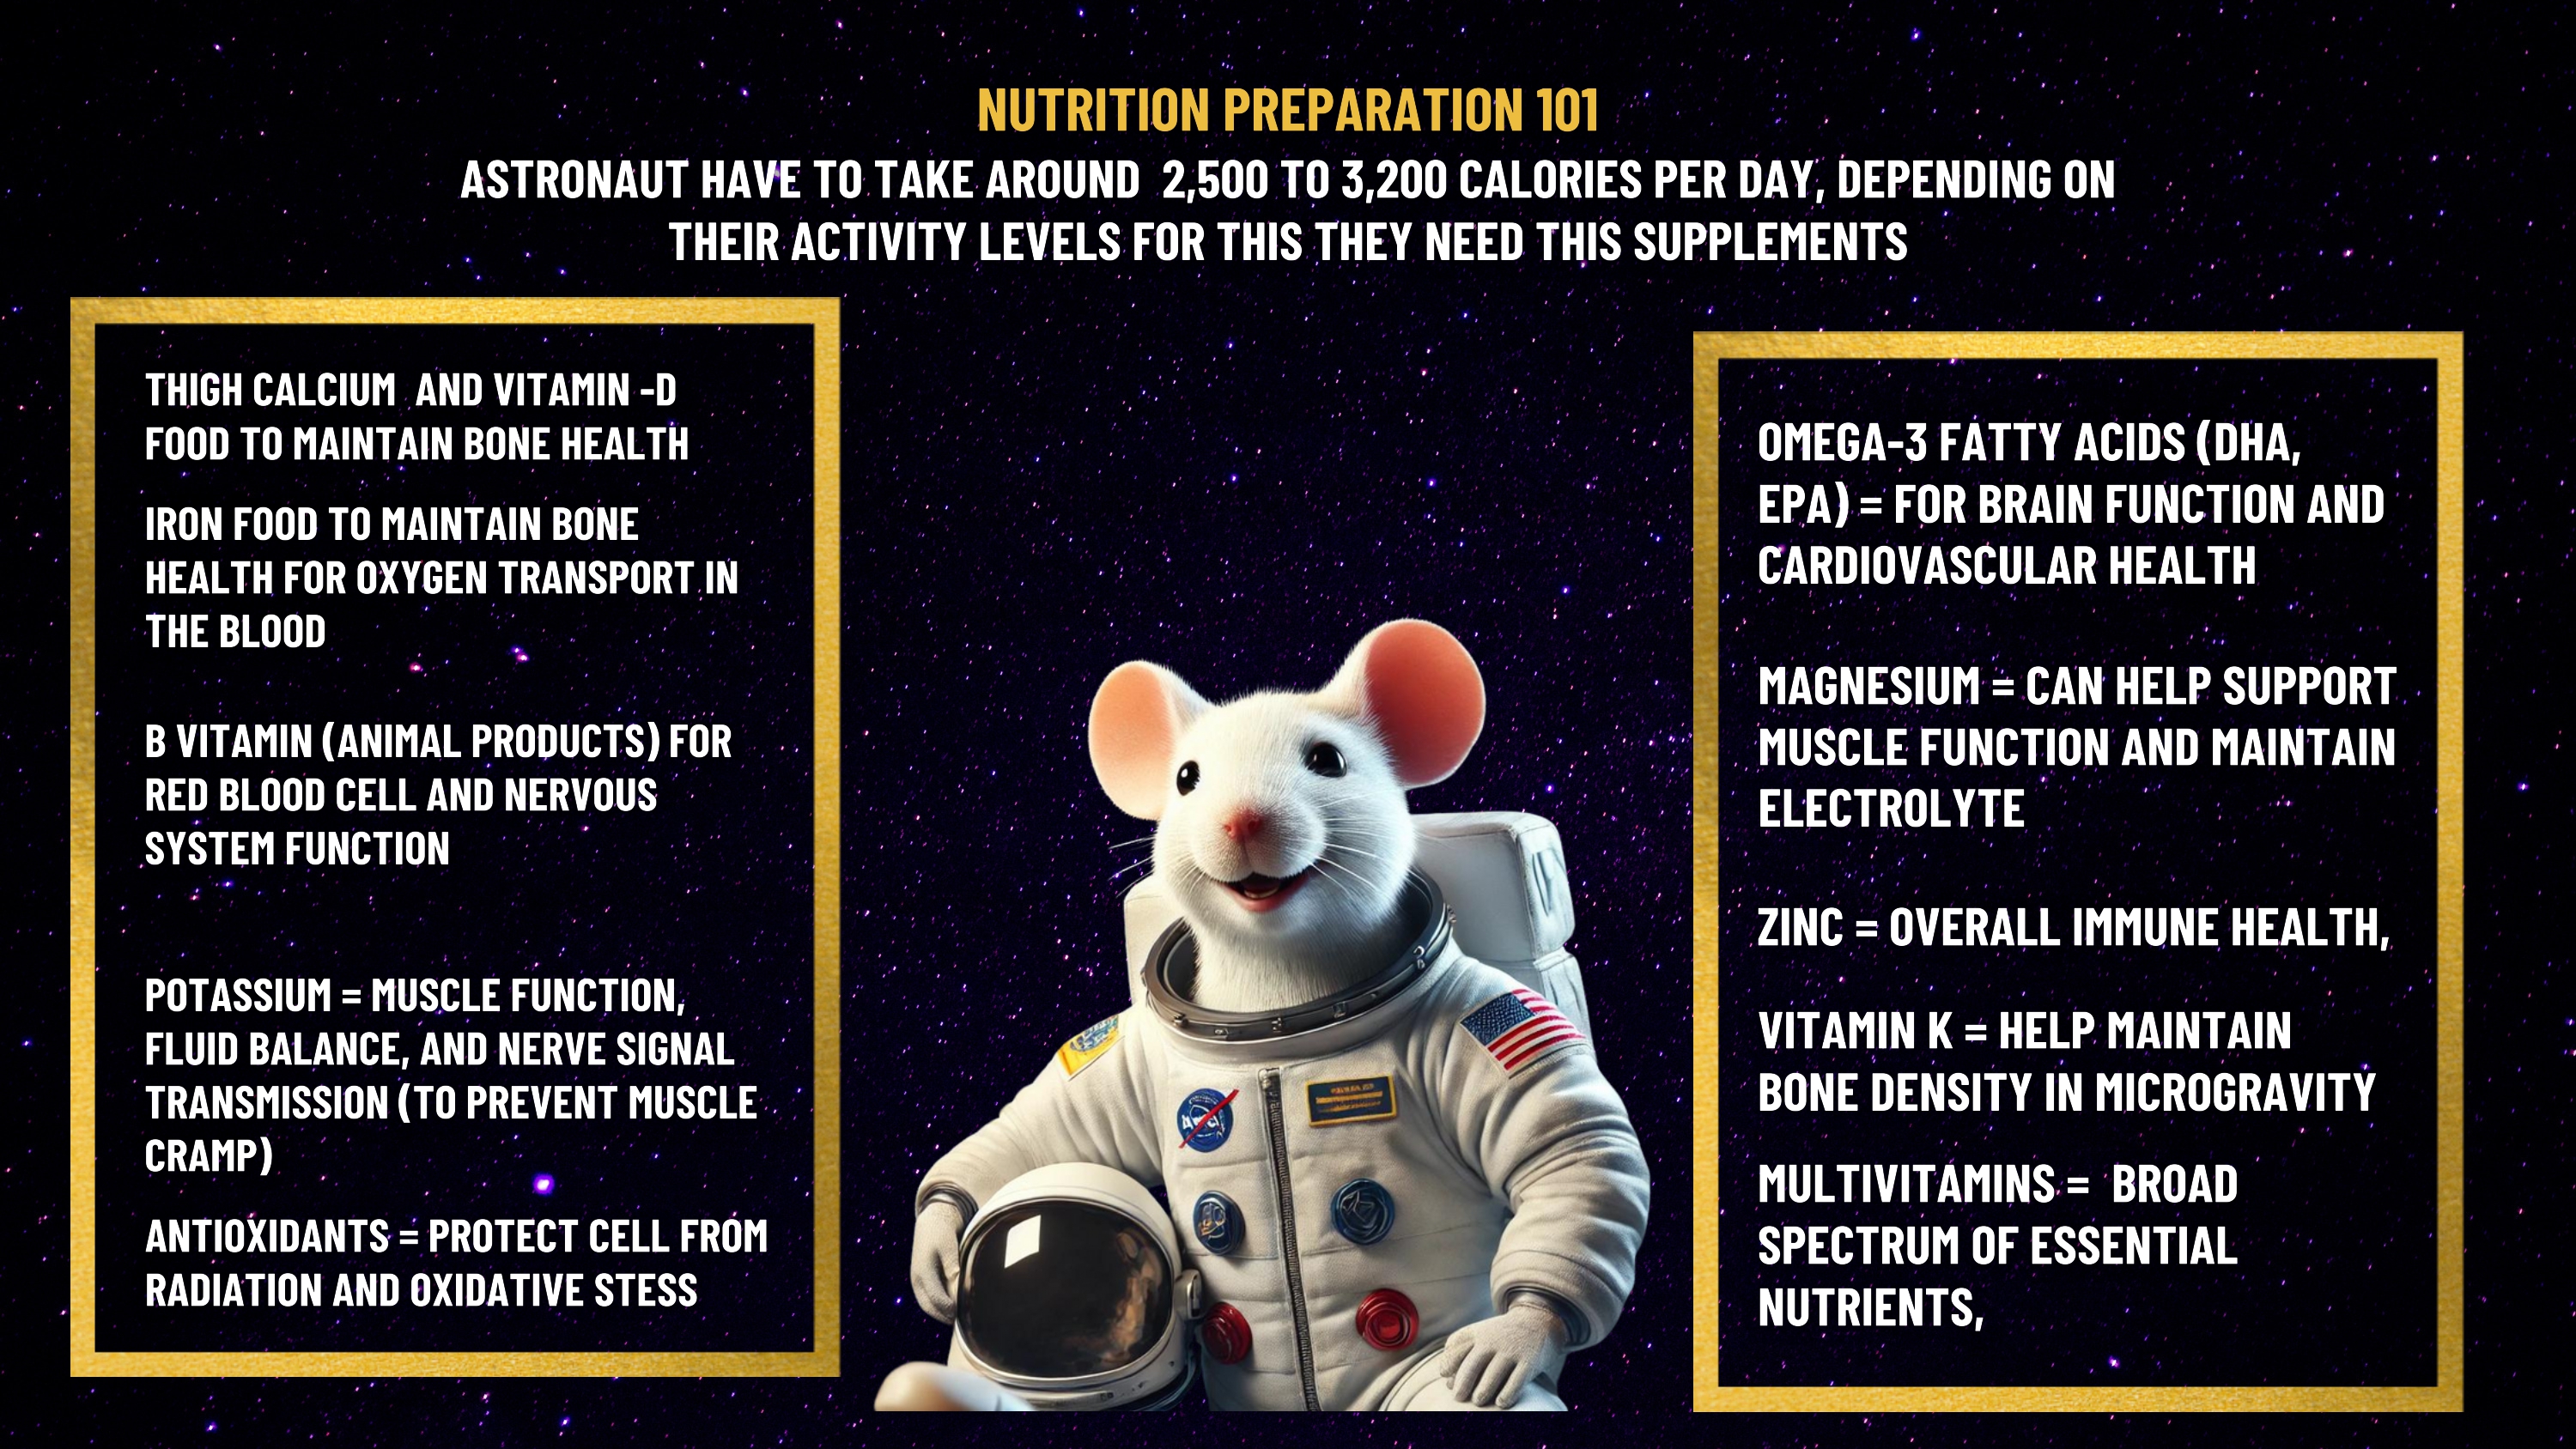 NUTRITION PREPARATION 101
ASTRONAUT HAVE TO TAKE AROUND 2,500 TO 3,200 CALORIES PER DAY, DEPENDING ON
THEIR ACTIVITY LEVELS FOR THIS THEY NEED THIS SUPPLEMENTS
THIGH CALCIUM AND VITAMIN -D
FOOD TO MAINTAIN BONE HEALTH
IRON FOOD TO MAINTAIN BONE
HEALTH FOR OXYGEN TRANSPORT IN
THE BLOOD
B VITAMIN (ANIMAL PRODUCTS) FOR
RED BLOOD CELL AND NERVOUS
SYSTEM FUNCTION
POTASSIUM = MUSCLE FUNCTION,
FLUID BALANCE, AND NERVE SIGNAL
TRANSMISSION (TO PREVENT MUSCLE
CRAMP)
ANTIOXIDANTS = PROTECT CELL FROM
RADIATION AND OXIDATIVE STESS
OMEGA-3 FATTY ACIDS (DHA,
EPA) = FOR BRAIN FUNCTION AND
CARDIOVASCULAR HEALTH
MAGNESIUM = CAN HELP SUPPORT
MUSCLE FUNCTION AND MAINTAIN
ELECTROLYTE
ZINC = OVERALL IMMUNE HEALTH,
VITAMIN K = HELP MAINTAIN
BONE DENSITY IN MICROGRAVITY
MULTIVITAMINS = BROAD
SPECTRUM OF ESSENTIAL
NUTRIENTS,